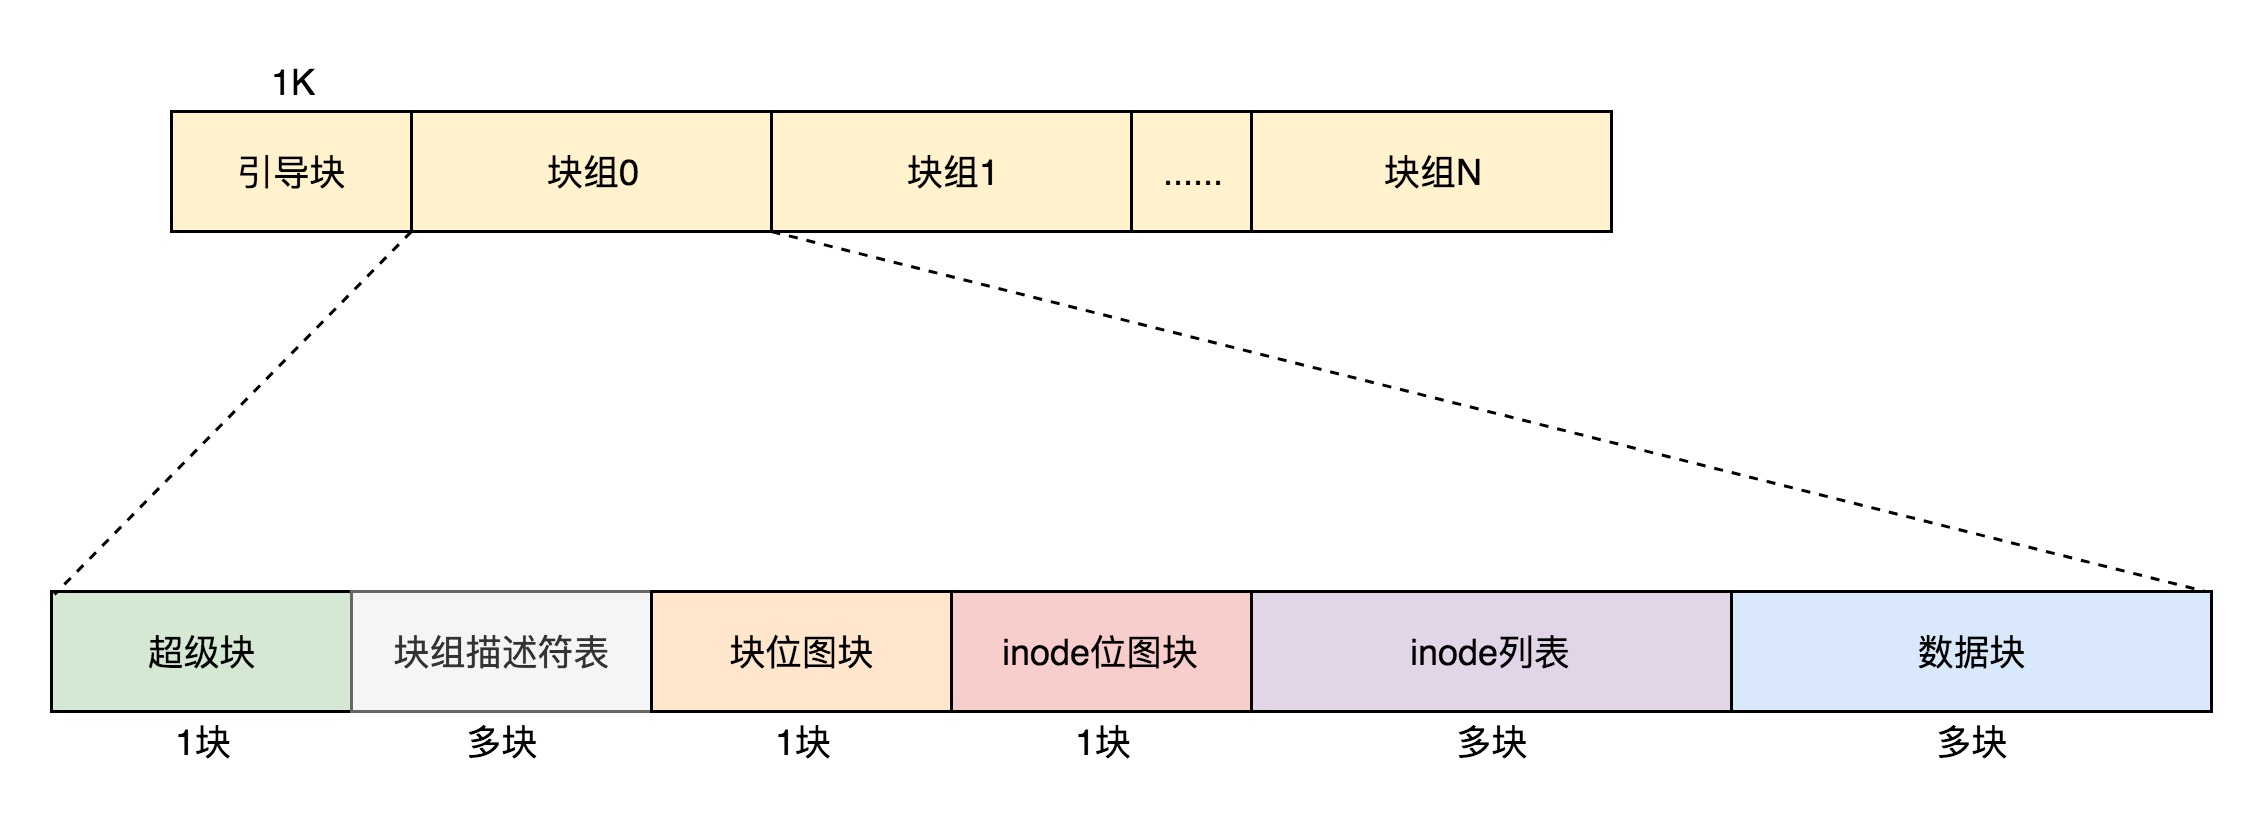 1K
引导块 块组0 块组1 ...... 块组N
超级块 块组描述符表 块位图块 inode位图块 inode列表 数据块
1块 多块 1块 1块 多块 多块